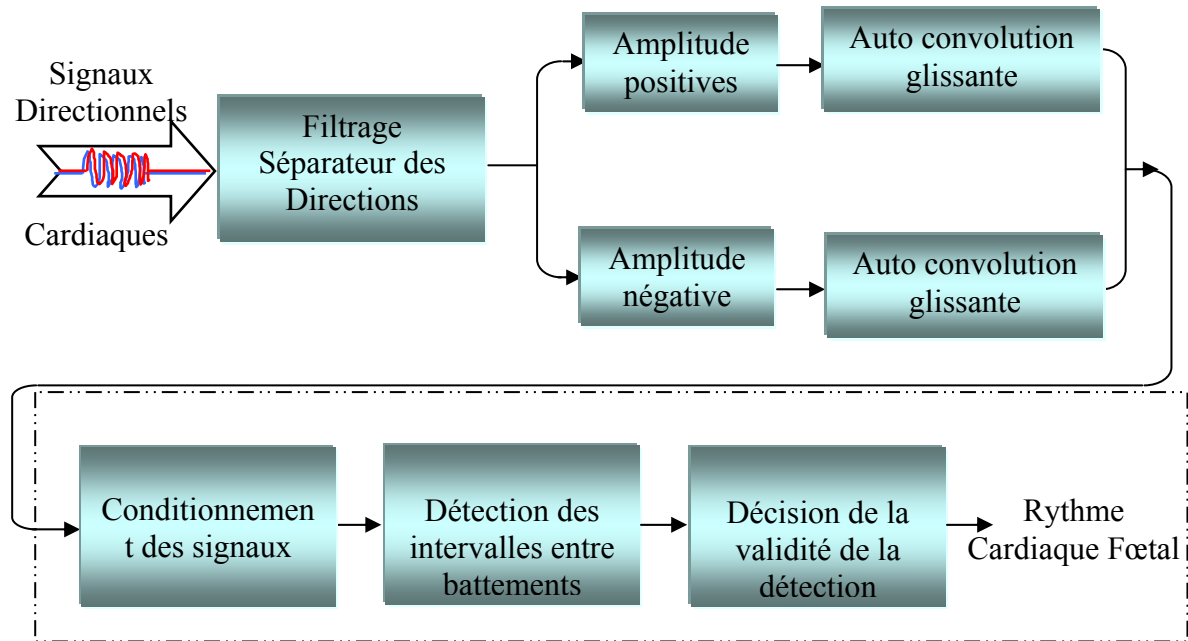 Signaux
Directionnels
Cardiaques
Filtrage
Séparateur des
Directions
Amplitude
positives
Auto convolution
glissante
Amplitude
négative
Auto convolution
glissante
Conditionnemen
t des signaux
Détection des
intervalles entre
battements
Décision de la
validité de la
détection
Rythme
Cardiaque Fœtal